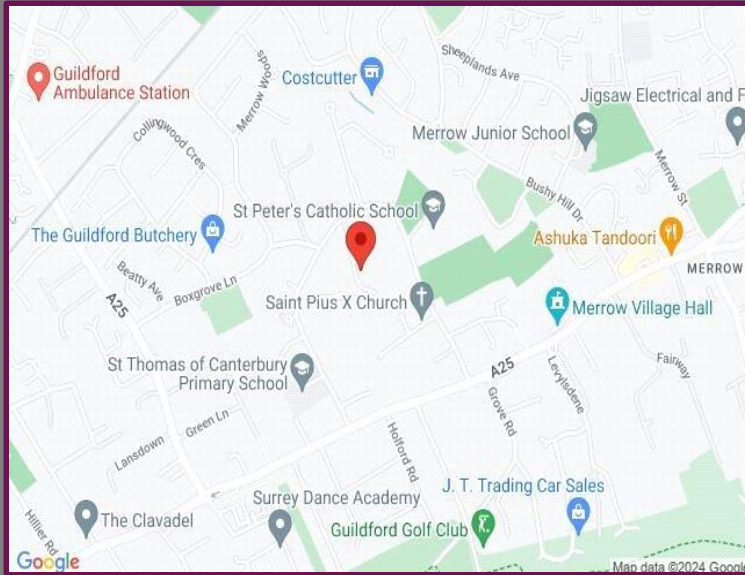 Guildford
Ambulance Station
Costcutter
Sheeplands Ave
Merrow Wo
ods
Collingwood Cres
Jigsaw Electrical and F
Merrow Junior School
Merrow St
Bushy Hill Dr
St Peter's Catholic School
The Guildford Butchery
Ashuka Tandoori
Beatty Ave
Boxgrove Ln
MERROW
A25
Saint Pius X Church
Merrow Village Hall
St Thomas of Canterbury
Primary School
A25
Levylsdene
Fairway
Green Ln
Lansdown
Grove Rd
Holford Rd
Hillier Rd
The Clavadel
Surrey Dance Academy
J. T. Trading Car Sales
Guildford Golf Club
Google
Map data ©2024 Google